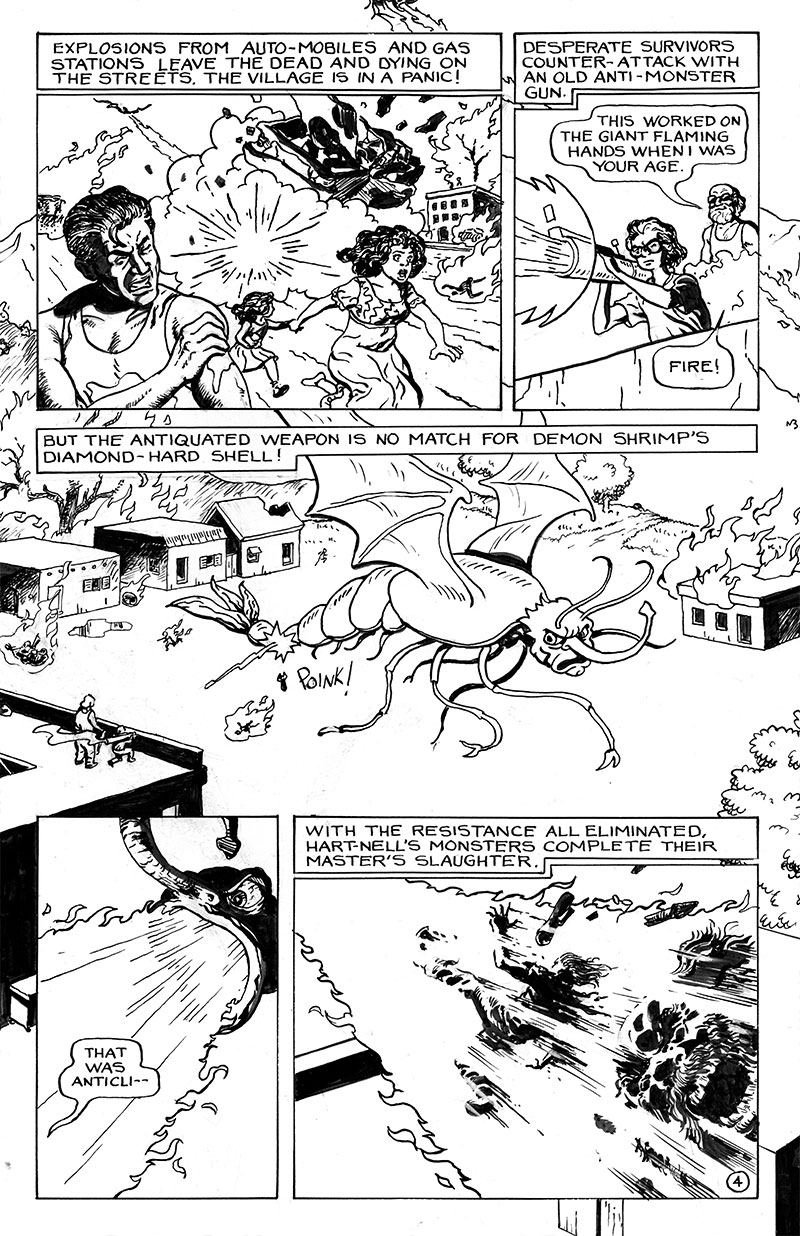 EXPLOSIONS FROM AUTO-MOBILES AND GAS
STATIONS LEAVE THE DEAD AND DYING ON
THE STREETS. THE VILLAGE IS IN A PANIC!
DESPERATE SURVIVORS
COUNTER-ATTACK WITH
AN OLD ANTI-MONSTER
GUN.
THIS WORKED ON
THE GIANT FLAMING
HANDS WHEN I WAS
YOUR AGE.
FIRE!
BUT THE ANTIQUATED WEAPON IS NO MATCH FOR DEMON SHRIMP'S
DIAMOND-HARD SHELL!
POINK!
THAT
WAS
ANTICLI--
WITH THE RESISTANCE ALL ELIMINATED,
HART-NELL'S MONSTERS COMPLETE THEIR
MASTER'S SLAUGHTER.
4